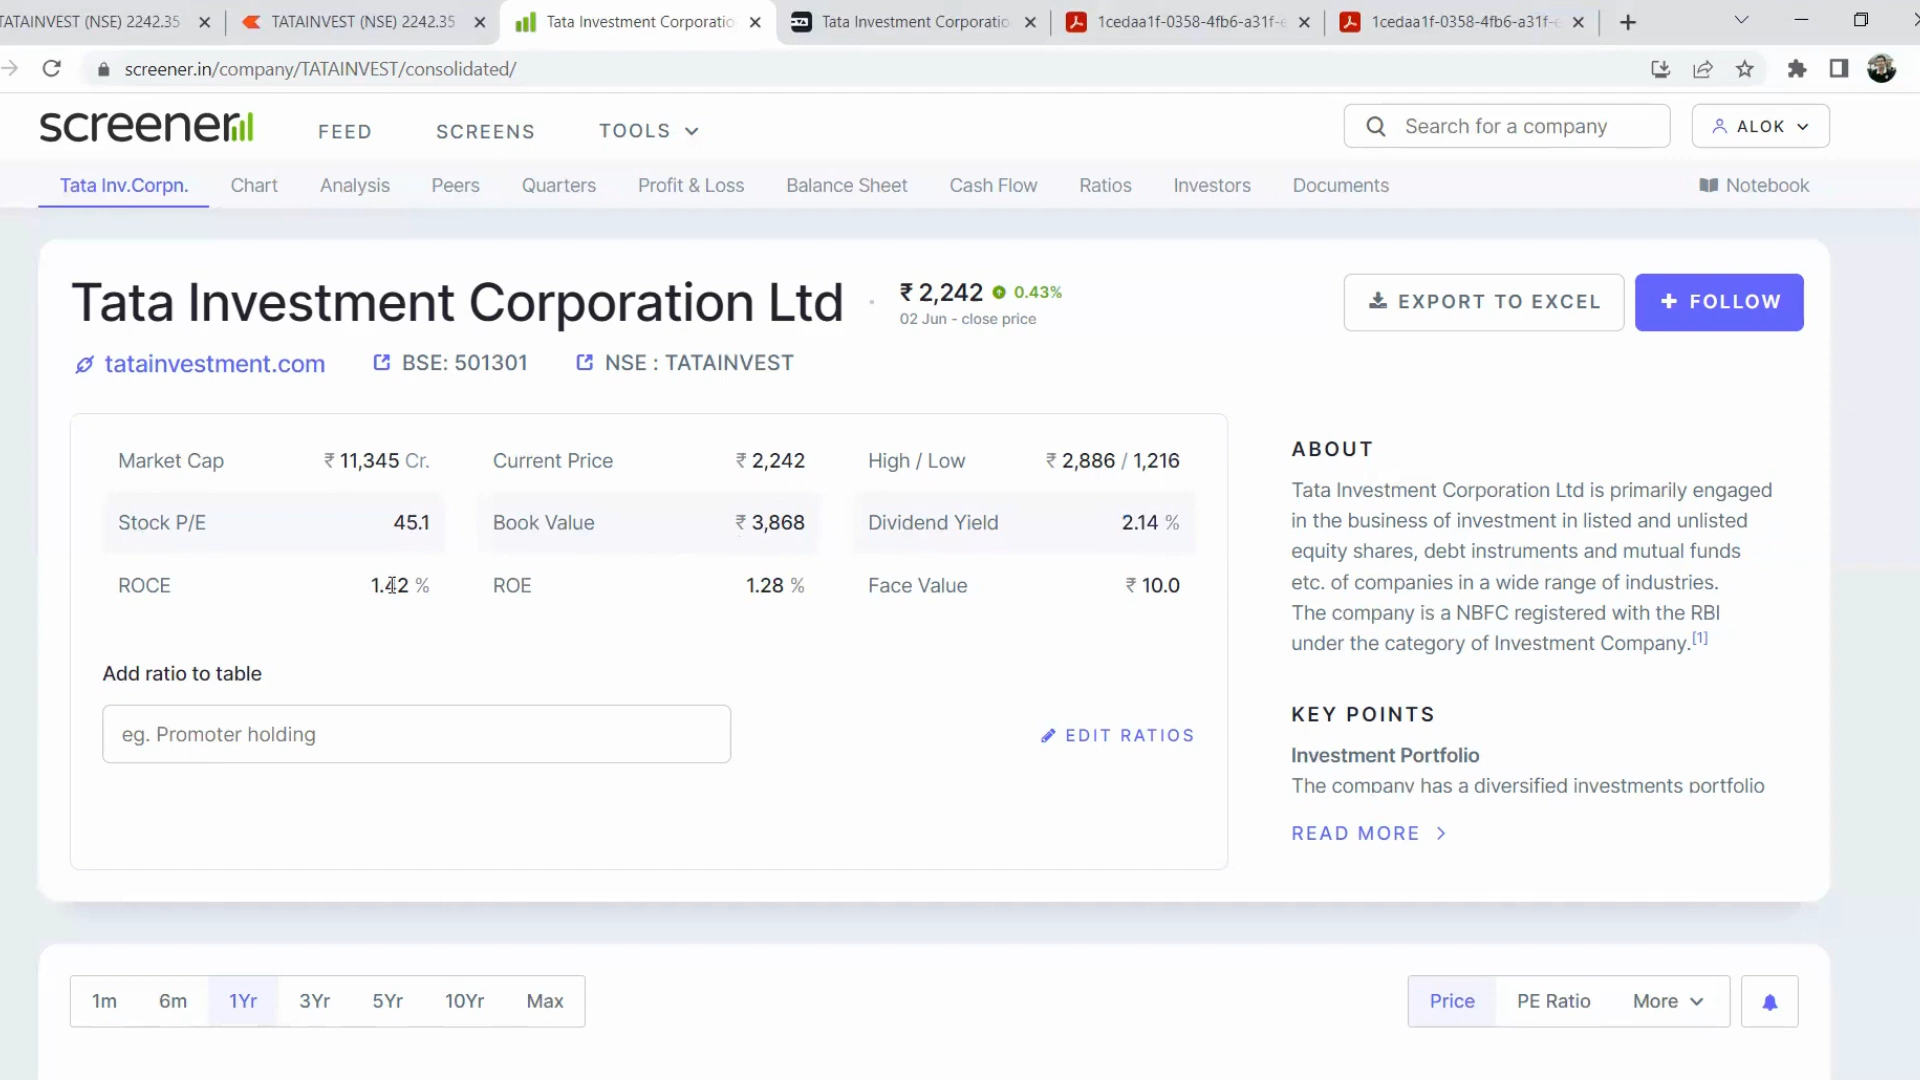 TATAINVEST (NSE) 2242.35
TATAINVEST (NSE) 2242.35
Tata Investment Corporatio
Tata Investment Corporatio
1cedaa1f-0358-4fb6-a31f-e
1cedaa1f-0358-4fb6-a31f-e
screener.in/company/TATAINVEST/consolidated/
screener
FEED
SCREENS
TOOLS
Search for a company
ALOK
Tata Inv.Corpn.
Chart
Analysis
Peers
Quarters
Profit & Loss
Balance Sheet
Cash Flow
Ratios
Investors
Documents
Notebook
Tata Investment Corporation Ltd
₹ 2,242 0.43%
02 Jun - close price
EXPORT TO EXCEL
+ FOLLOW
tatainvestment.com
BSE: 501301
NSE : TATAINVEST
Market Cap ₹ 11,345 Cr.
Current Price ₹ 2,242
High / Low ₹ 2,886 / 1,216
Stock P/E 45.1
Book Value ₹ 3,868
Dividend Yield 2.14 %
ROCE 1.42 %
ROE 1.28 %
Face Value ₹ 10.0
Add ratio to table
eg. Promoter holding
EDIT RATIOS
ABOUT
Tata Investment Corporation Ltd is primarily engaged
in the business of investment in listed and unlisted
equity shares, debt instruments and mutual funds
etc. of companies in a wide range of industries.
The company is a NBFC registered with the RBI
under the category of Investment Company.[1]
KEY POINTS
Investment Portfolio
The company has a diversified investments portfolio
READ MORE
1m
6m
1Yr
3Yr
5Yr
10Yr
Max
Price
PE Ratio
More